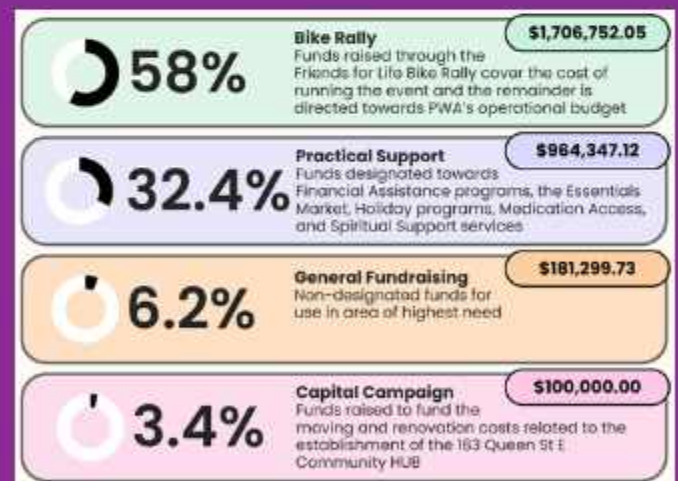 58%
Bike Rally
$1,706,752.05
Funds raised through the
Friends for Life Bike Rally cover the cost of
running the event and the remainder is
directed towards PWA's operational budget
32.4%
Practical Support
$964,347.12
Funds designated towards
Financial Assistance programs, the Essentials
Market, Holiday programs, Medication Access,
and Spiritual Support services
6.2%
General Fundraising
$181,299.73
Non-designated funds for
use in area of highest need
3.4%
Capital Campaign
$100,000.00
Funds raised to fund the
moving and renovation costs related to the
establishment of the 163 Queen St E
Community HUB